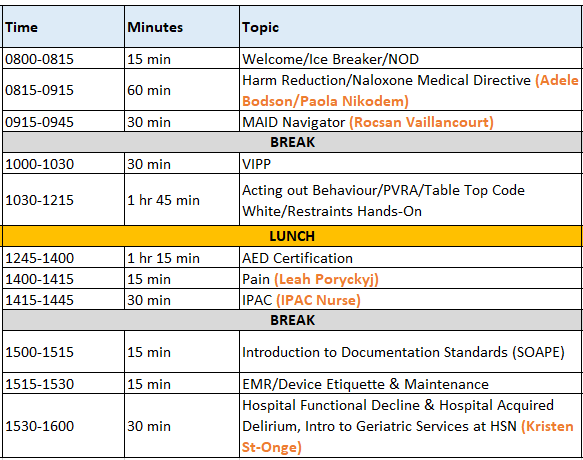 Time Minutes Topic
0800-0815 15 min Welcome/Ice Breaker/NOD
0815-0915 60 min Harm Reduction/Naloxone Medical Directive (Adele
Bodson/Paola Nikodem)
0915-0945 30 min MAID Navigator (Rocsan Vaillancourt)
BREAK
1000-1030 30 min VIPP
1030-1215 1 hr 45 min Acting out Behaviour/PVRA/Table Top Code
White/Restraints Hands-On
LUNCH
1245-1400 1 hr 15 min AED Certification
1400-1415 15 min Pain (Leah Poryckyj)
1415-1445 30 min IPAC (IPAC Nurse)
BREAK
1500-1515 15 min Introduction to Documentation Standards (SOAPE)
1515-1530 15 min EMR/Device Etiquette & Maintenance
1530-1600 30 min Hospital Functional Decline & Hospital Acquired
Delirium, Intro to Geriatric Services at HSN (Kristen
St-Onge)